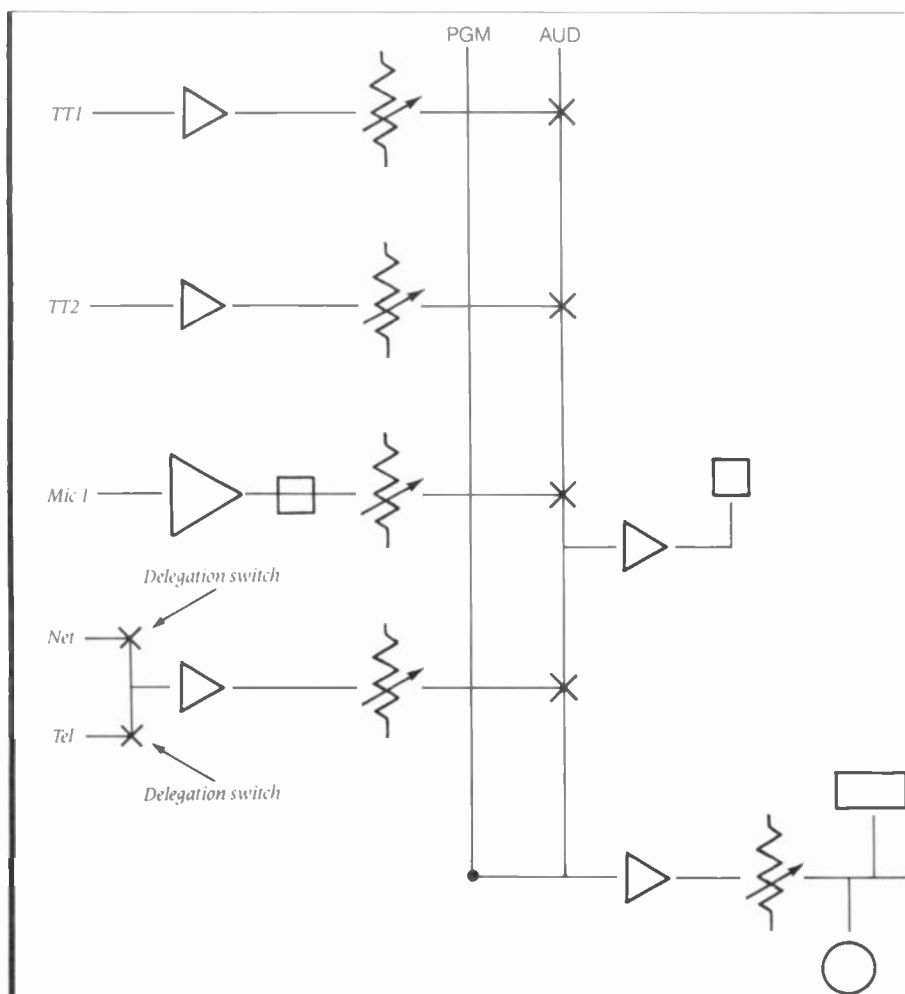 PGM AUD
TT1
TT2
Mic 1
Delegation switch
Net
Tel
Delegation switch